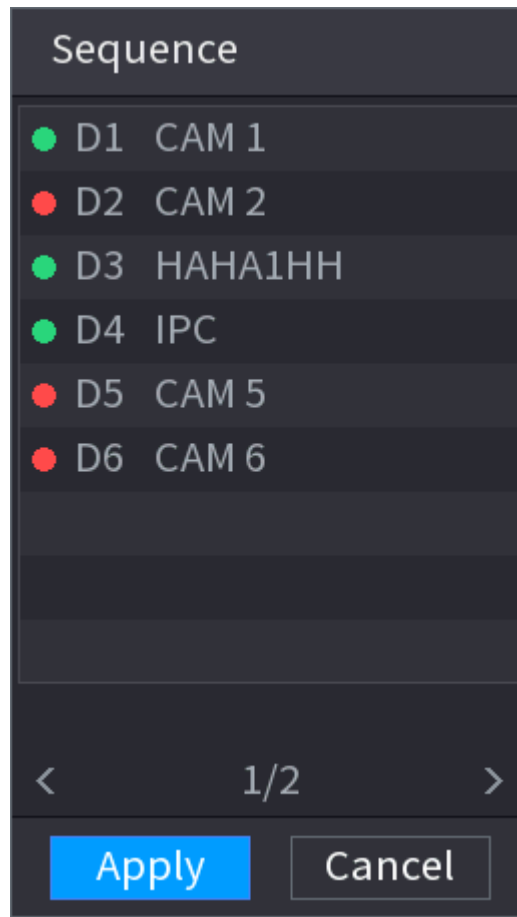 Sequence
D1 CAM 1
D2 CAM 2
D3 HAHA1HH
D4 IPC
D5 CAM 5
D6 CAM 6
< 1/2 >
Apply Cancel